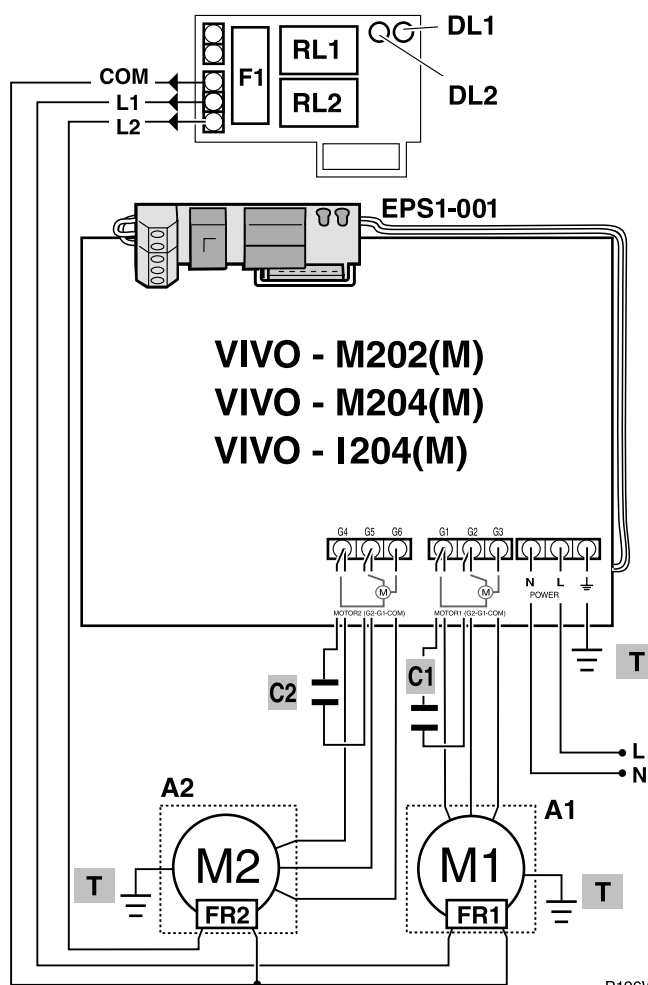 DL1
RL1
COM
F1
DL2
L1
RL2
L2
EPS1-001
VIVO - M202(M)
VIVO - M204(M)
VIVO - I204(M)
G4 G5 G6 G1 G2 G3
M M
N L
POWER
MOTOR2 (G2-G1-COM) MOTOR1 (G2-G1-COM)
T
C2 C1
L
N
A2 A1
M2 M1
T T
FR2 FR1